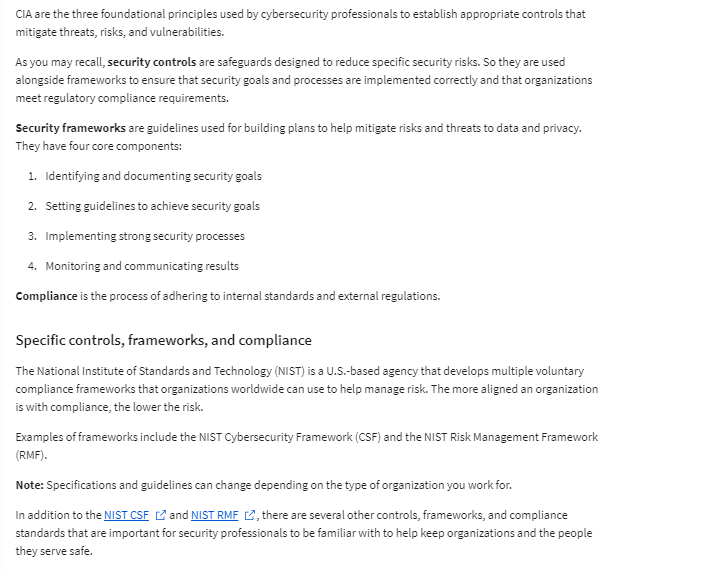 CIA are the three foundational principles used by cybersecurity professionals to establish appropriate controls that
mitigate threats, risks, and vulnerabilities.
As you may recall, security controls are safeguards designed to reduce specific security risks. So they are used
alongside frameworks to ensure that security goals and processes are implemented correctly and that organizations
meet regulatory compliance requirements.
Security frameworks are guidelines used for building plans to help mitigate risks and threats to data and privacy.
They have four core components:
1. Identifying and documenting security goals
2. Setting guidelines to achieve security goals
3. Implementing strong security processes
4. Monitoring and communicating results
Compliance is the process of adhering to internal standards and external regulations.
Specific controls, frameworks, and compliance
The National Institute of Standards and Technology (NIST) is a U.S.-based agency that develops multiple voluntary
compliance frameworks that organizations worldwide can use to help manage risk. The more aligned an organization
is with compliance, the lower the risk.
Examples of frameworks include the NIST Cybersecurity Framework (CSF) and the NIST Risk Management Framework
(RMF).
Note: Specifications and guidelines can change depending on the type of organization you work for.
In addition to the NIST CSF and NIST RMF, there are several other controls, frameworks, and compliance
standards that are important for security professionals to be familiar with to help keep organizations and the people
they serve safe.